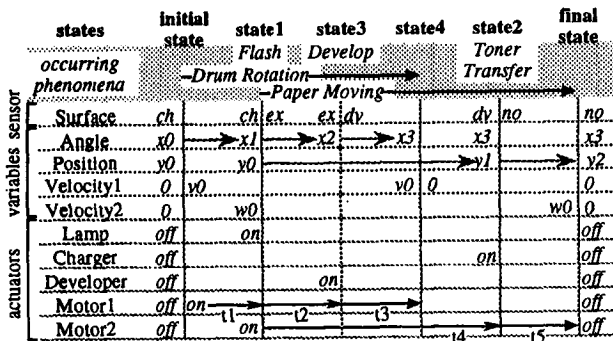 states initial state state1 state3 state4 state2 final state
occurring phenomena Flash Develop Toner Transfer
Drum Rotation
Paper Moving
variables sensor
Surface ch ch ex ex dv dv no no
Angle x0 x1 x2 x3 x3 x3
Position y0 y0 y1 y2
Velocity1 0 v0 v0 0 0
Velocity2 0 w0 w0 0
actuators
Lamp off on off
Charger off on off
Developer off on off
Motor1 off on t1 t2 t3 off
Motor2 off on t4 t5 off